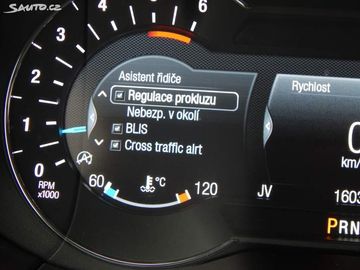 SAUTO.CZ
6
5
4
3
2
1
0
RPM
x1000
Asistent řidiče
Regulace prokluzu
Nebezp. v okolí
BLIS
Cross traffic alrt
60 °C 120
Rychlost
km/
JV
1603
PRN